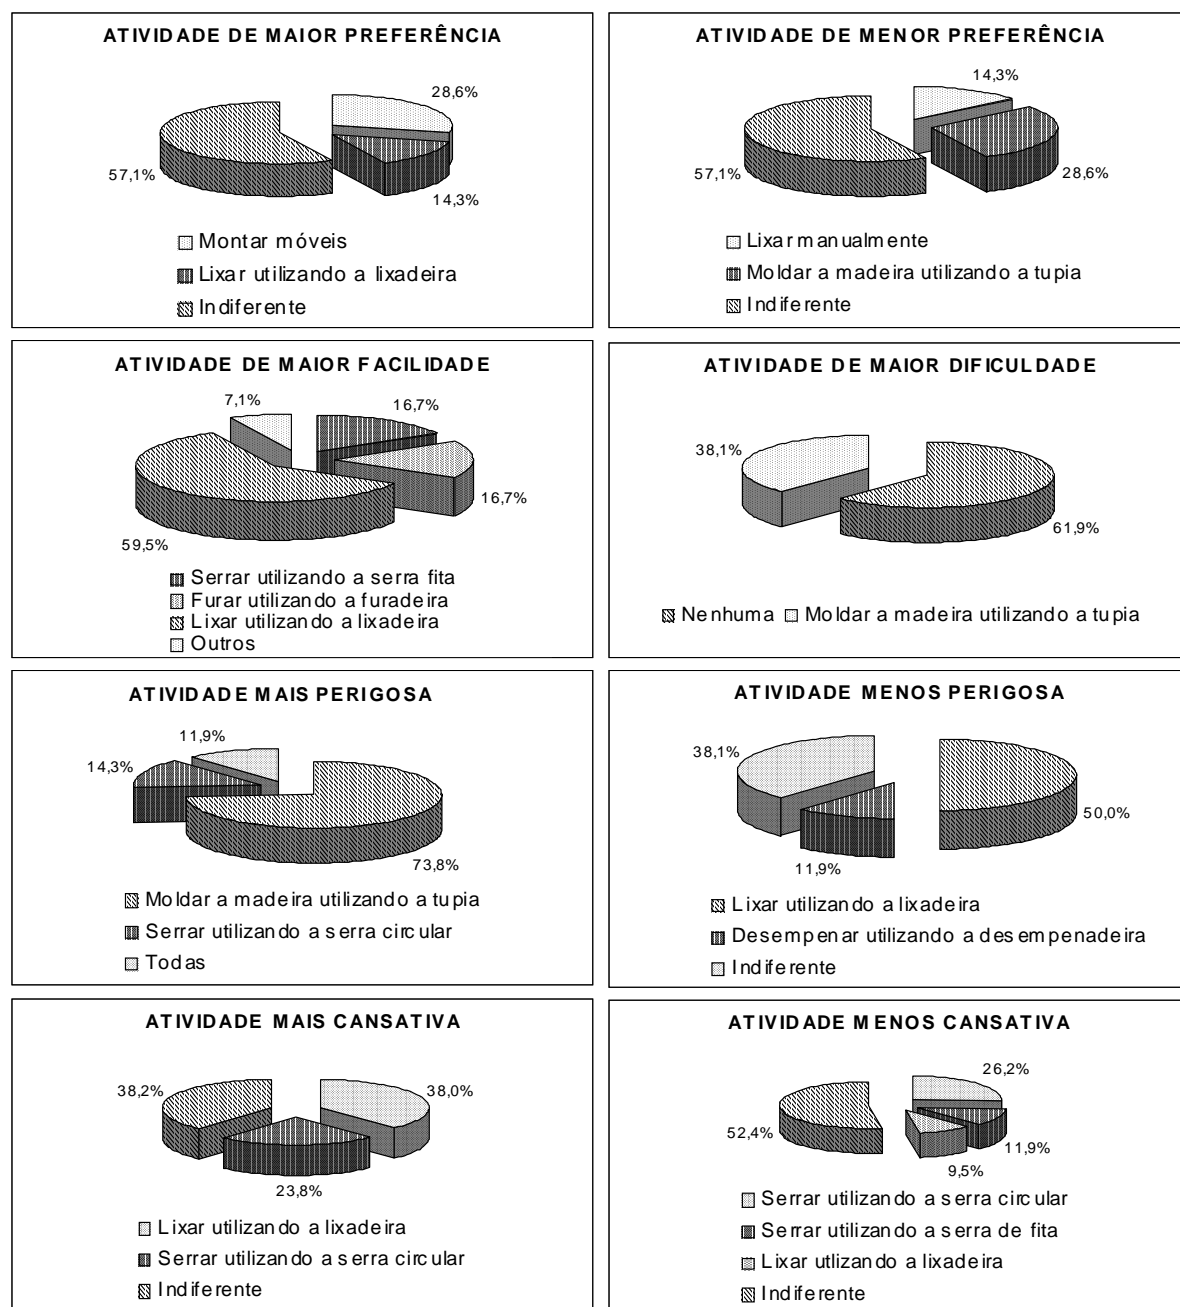 ATIVIDADE DE MAIOR PREFERÊNCIA
28,6%
57,1%
14,3%
Montar móveis
Lixar utilizando a lixadeira
Indiferente
ATIVIDADE DE MENOR PREFERÊNCIA
14,3%
57,1%
28,6%
Lixar manualmente
Moldar a madeira utilizando a tupia
Indiferente
ATIVIDADE DE MAIOR FACILIDADE
7,1%
16,7%
16,7%
59,5%
Serrar utilizando a serra fita
Furar utilizando a furadeira
Lixar utilizando a lixadeira
Outros
ATIVIDADE DE MAIOR DIFICULDADE
38,1%
61,9%
Nenhuma Moldar a madeira utilizando a tupia
ATIVIDADE MAIS PERIGOSA
11,9%
14,3%
73,8%
Moldar a madeira utilizando a tupia
Serrar utilizando a serra circular
Todas
ATIVIDADE MENOS PERIGOSA
38,1%
50,0%
11,9%
Lixar utilizando a lixadeira
Desempenar utilizando a desempenadeira
Indiferente
ATIVIDADE MAIS CANSATIVA
38,2%
38,0%
23,8%
Lixar utilizando a lixadeira
Serrar utilizando a serra circular
Indiferente
ATIVIDADE MENOS CANSATIVA
26,2%
52,4%
11,9%
9,5%
Serrar utilizando a serra circular
Serrar utilizando a serra de fita
Lixar utlizando a lixadeira
Indiferente